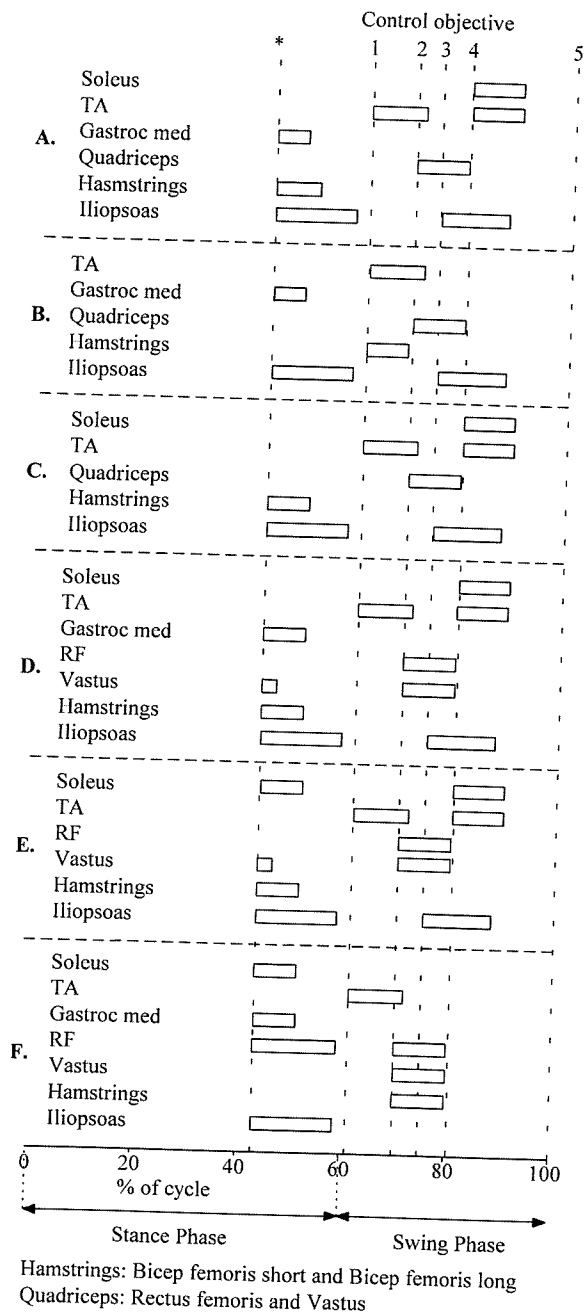 Control objective
* 1 2 3 4 5
Soleus
TA
A. Gastroc med
Quadriceps
Hasmstrings
Iliopsoas
TA
Gastroc med
B. Quadriceps
Hamstrings
Iliopsoas
Soleus
TA
C. Quadriceps
Hamstrings
Iliopsoas
Soleus
TA
Gastroc med
D. RF
Vastus
Hamstrings
Iliopsoas
Soleus
TA
E. RF
Vastus
Hamstrings
Iliopsoas
Soleus
TA
Gastroc med
F. RF
Vastus
Hamstrings
Iliopsoas
0 20 40 60 80 100
% of cycle
Stance Phase Swing Phase
Hamstrings: Bicep femoris short and Bicep femoris long
Quadriceps: Rectus femoris and Vastus